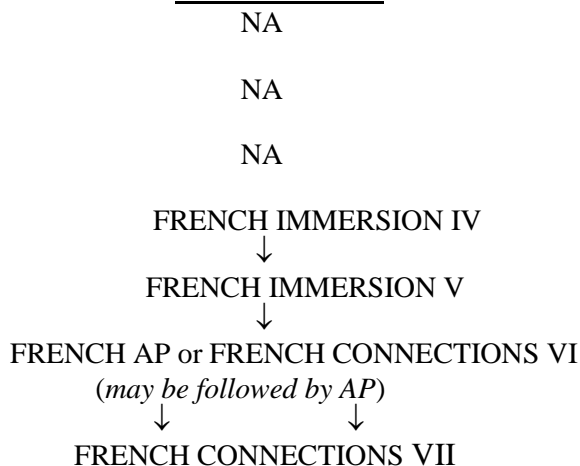 NA
NA
NA
FRENCH IMMERSION IV
↓
FRENCH IMMERSION V
↓
FRENCH AP or FRENCH CONNECTIONS VI
(may be followed by AP)
↓ ↓
FRENCH CONNECTIONS VII